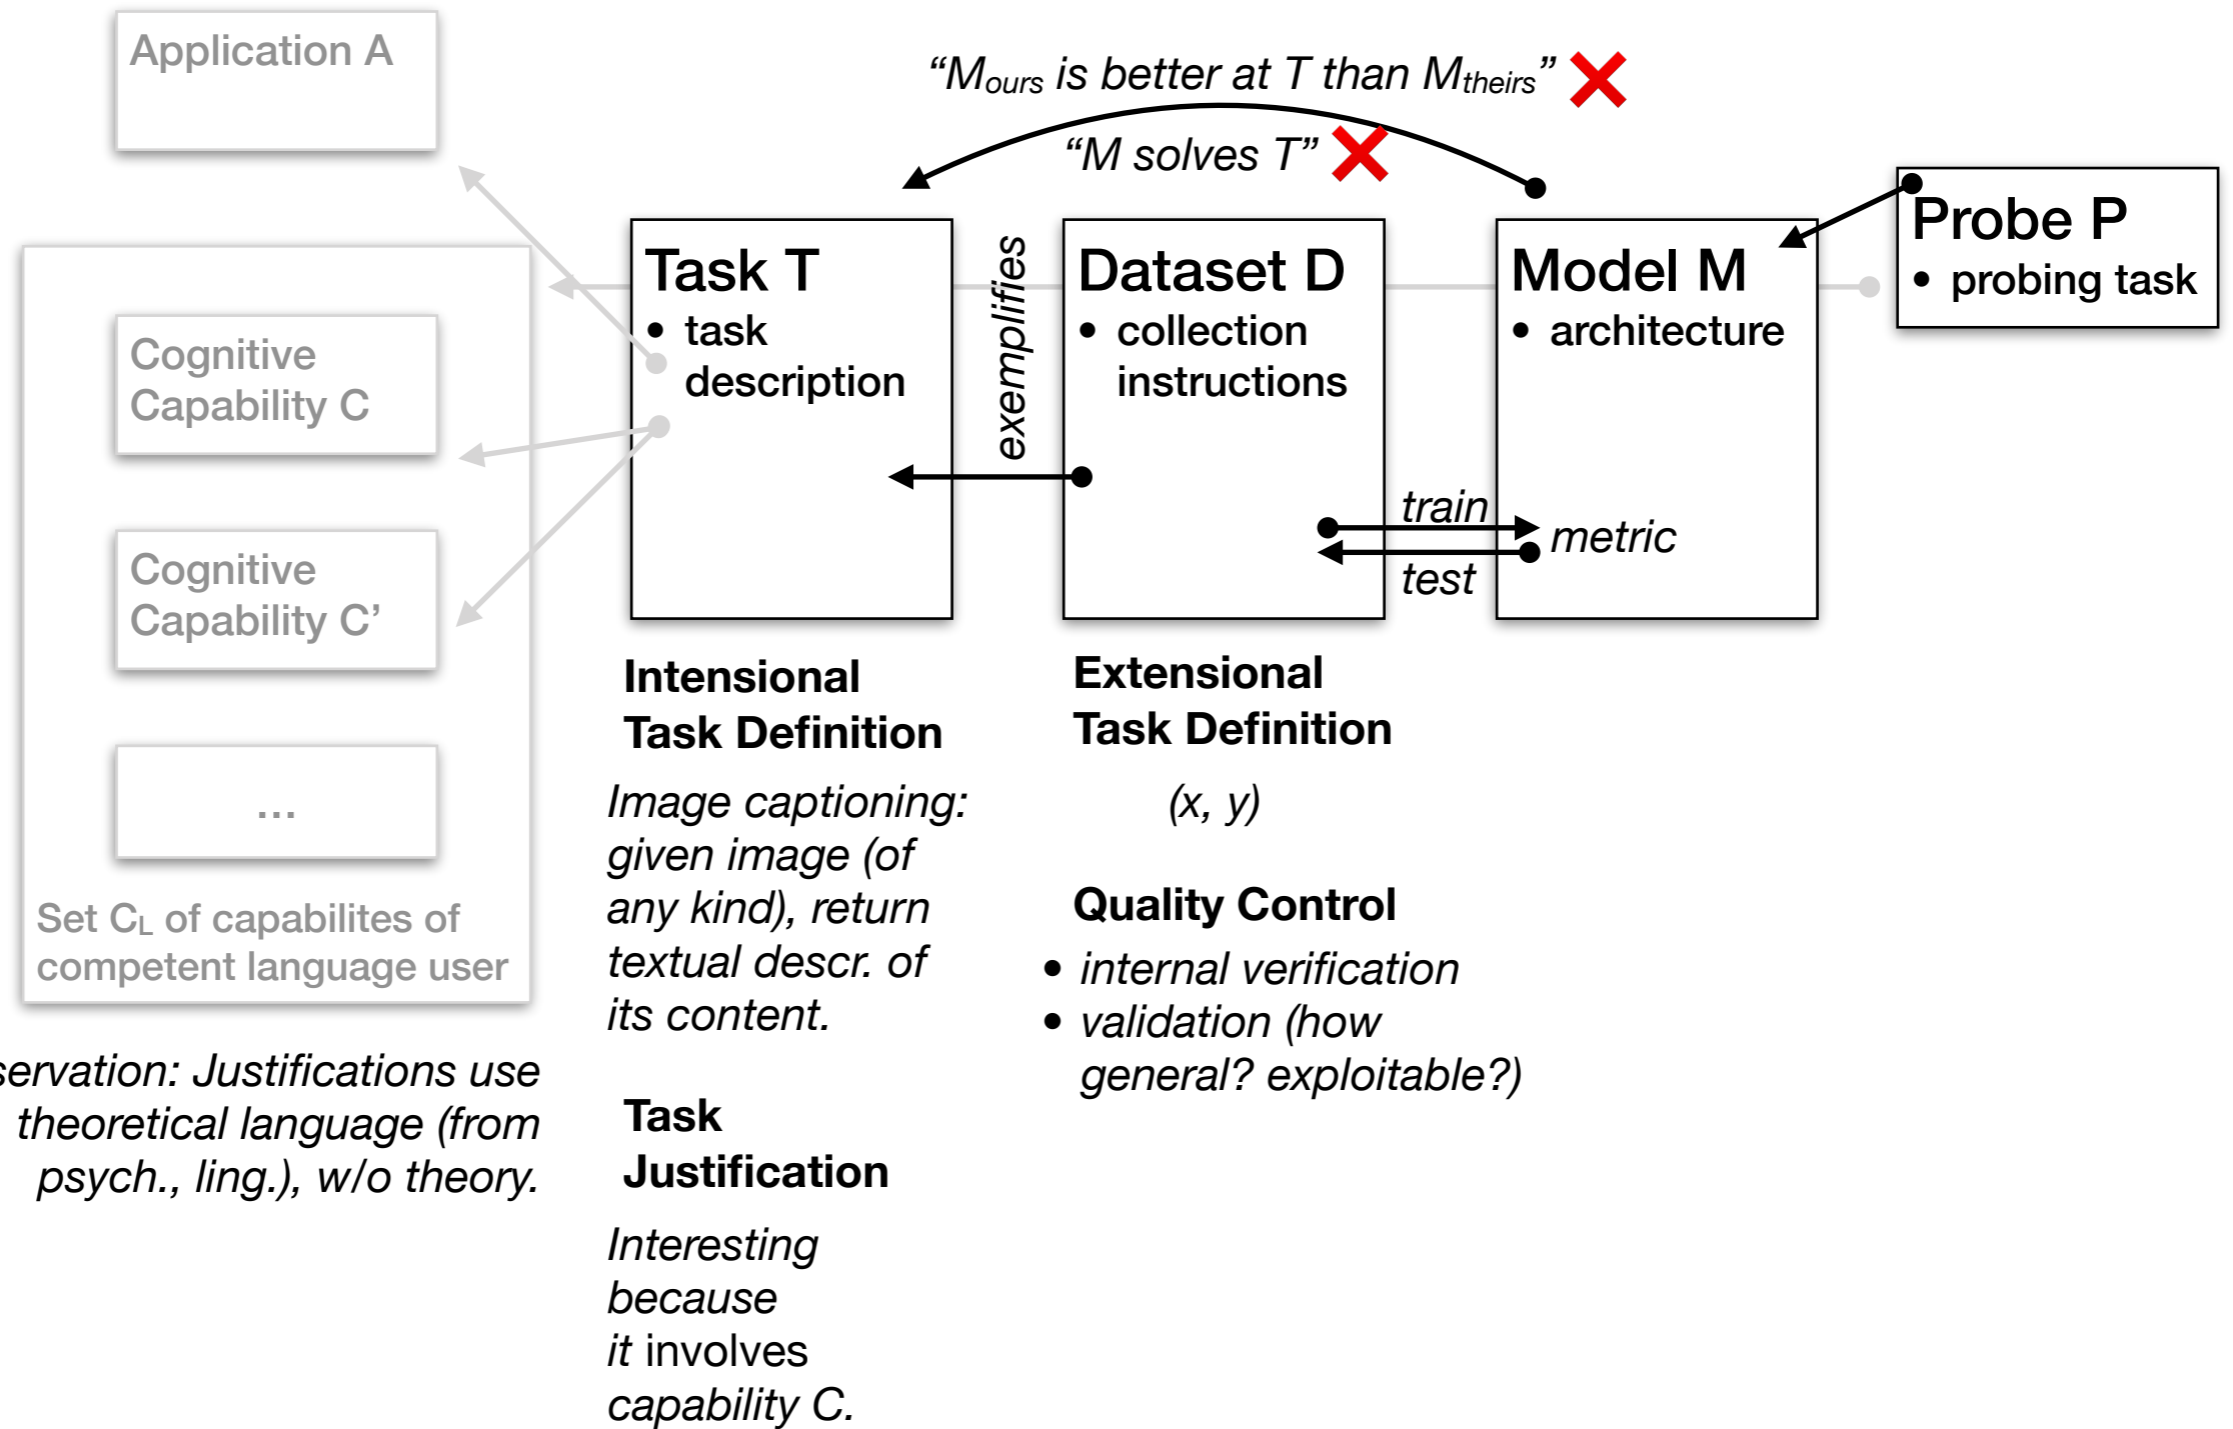 Application A
Cognitive
Capability C
Cognitive
Capability C’
...
Set CL of capabilites of
competent language user
servation: Justifications use
theoretical language (from
psych., ling.), w/o theory.
“Mours is better at T than Mtheirs”
“M solves T”
Task T
• task
description
exemplifies
Dataset D
• collection
instructions
train
test
Model M
• architecture
metric
Probe P
• probing task
Intensional
Task Definition
Image captioning:
given image (of
any kind), return
textual descr. of
its content.
Task
Justification
Interesting
because
it involves
capability C.
Extensional
Task Definition
(x, y)
Quality Control
• internal verification
• validation (how
general? exploitable?)